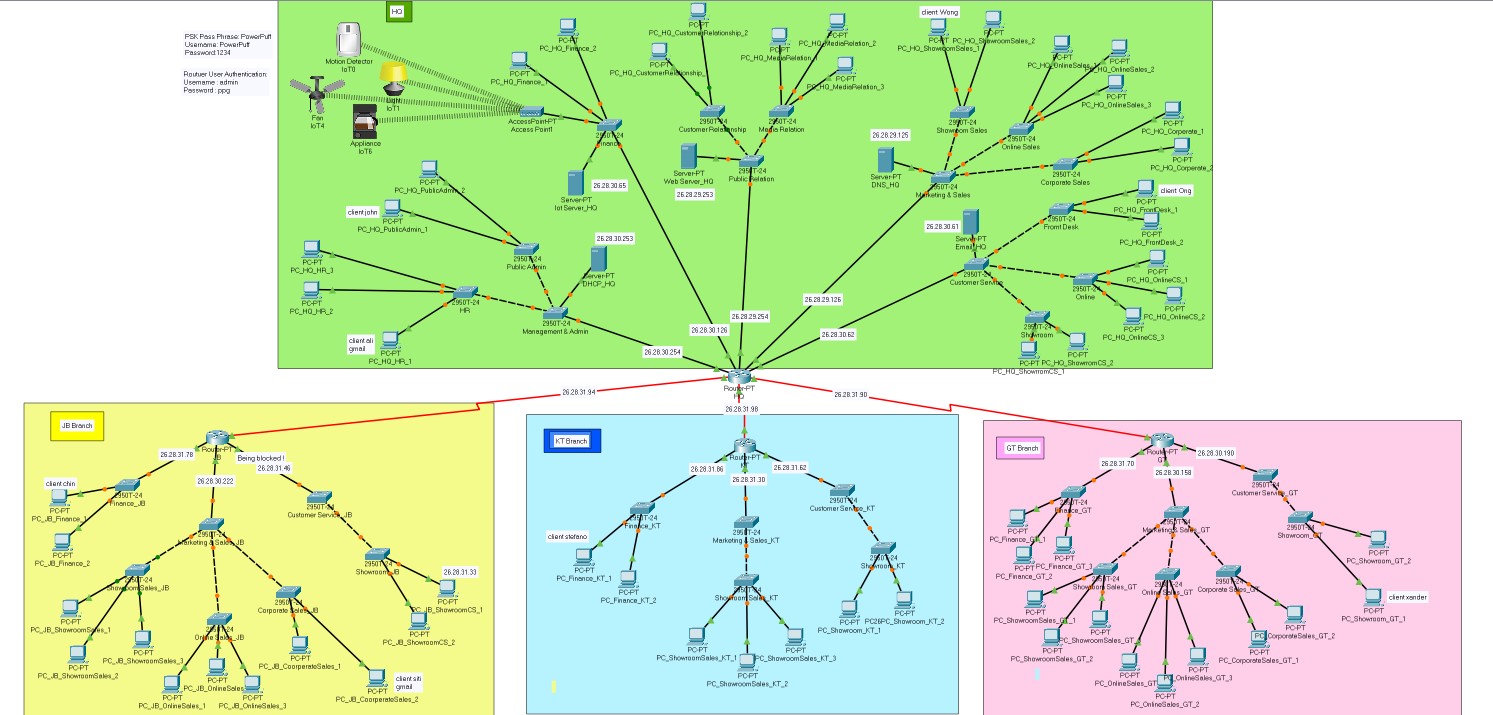 HQ
PSK Pass Phrase: PowerPuff
Username: PowerPuff
Password:1234
Routuer User Authentication:
Username : admin
Password : ppg
Motion Detector
IoT0
Light
IoT1
Fan
IoT4
Appliance
IoT6
AccessPoint-PT
Access Point1
PC-PT
PC_HQ_Finance_1
PC-PT
PC_HQ_Finance_2
2950T-24
Finance
Server-PT
Iot Server_HQ
26.28.30.65
PC-PT
PC_HQ_CustomerRelationship_2
PC-PT
PC_HQ_CustomerRelationship_
2950T-24
Customer Relationship
PC-PT
PC_HQ_MediaRelation_1
PC-PT
PC_HQ_MediaRelation_2
PC-PT
PC_HQ_MediaRelation_3
2950T-24
Media Relation
Server-PT
Web Server_HQ
26.28.29.253
2950T-24
Public Relation
client Wong
PC-PT
PC_HQ_ShowroomSales_1
PC-PT
PC_HQ_ShowroomSales_2
2950T-24
Showroom Sales
PC-PT
PC_HQ_OnlineSales_1
PC-PT
PC_HQ_OnlineSales_2
PC-PT
PC_HQ_OnlineSales_3
2950T-24
Online Sales
26.28.29.125
Server-PT
DNS_HQ
2950T-24
Marketing & Sales
2950T-24
Corporate Sales
PC-PT
PC_HQ_Corporate_1
PC-PT
PC_HQ_Corporate_2
client Ong
PC-PT
PC_HQ_FrontDesk_1
PC-PT
PC_HQ_FrontDesk_2
2950T-24
Front Desk
26.28.30.61
Server-PT
Email_HQ
2950T-24
Customer Service
2950T-24
Online
PC-PT
PC_HQ_OnlineCS_1
PC-PT
PC_HQ_OnlineCS_2
PC-PT
PC_HQ_OnlineCS_3
2950T-24
Showroom
PC-PT
PC_HQ_ShowromCS_1
PC-PT
PC_HQ_ShowromCS_2
PC-PT
PC_HQ_PublicAdmin_2
client john
PC-PT
PC_HQ_PublicAdmin_1
2950T-24
Public Admin
26.28.30.253
Server-PT
DHCP_HQ
PC-PT
PC_HQ_HR_3
PC-PT
PC_HQ_HR_2
2950T-24
HR
client ali
gmail
PC-PT
PC_HQ_HR_1
2950T-24
Management & Admin
26.28.30.254
26.28.30.126
26.28.29.254
26.28.29.126
26.28.30.62
Router-PT
HQ
26.28.31.94
26.28.31.98
26.28.31.90
JB Branch
Router-PT
JB
26.28.31.78
Being blocked !
26.28.31.46
26.28.30.222
client chin
PC-PT
PC_JB_Finance_1
2950T-24
Finance_JB
PC-PT
PC_JB_Finance_2
2950T-24
Marketing & Sales_JB
2950T-24
Customer Service_JB
2950T-24
Showroom_JB
26.28.31.33
PC-PT
PC_JB_ShowroomCS_1
PC-PT
PC_JB_ShowroomCS_2
2950T-24
Showroom Sales_JB
PC-PT
PC_JB_ShowroomSales_1
PC-PT
PC_JB_ShowroomSales_2
PC-PT
PC_JB_ShowroomSales_3
2950T-24
Online Sales_JB
PC-PT
PC_JB_OnlineSales_1
PC-PT
PC_JB_OnlineSales
PC-PT
PC_JB_OnlineSales_3
2950T-24
Corporate Sales_JB
PC-PT
PC_JB_CoorperateSales_1
PC-PT
PC_JB_CoorperateSales_2
client siti
gmail
KT Branch
Router-PT
26.28.31.86
26.28.31.30
26.28.31.62
2950T-24
Finance_KT
client stefano
PC-PT
PC_Finance_KT_1
PC-PT
PC_Finance_KT_2
2950T-24
Marketing & Sales_KT
2950T-24
Showroom Sales_KT
PC-PT
PC_ShowroomSales_KT_1
PC-PT
PC_ShowroomSales_KT_2
PC-PT
PC_ShowroomSales_KT_3
2950T-24
Customer Service_KT
2950T-24
Showroom_KT
PC-PT
PC_Showroom_KT_1
PC-PT
PC26PC_Showroom_KT_2
GT Branch
Router-PT
GT
26.28.31.70
26.28.30.158
26.28.30.190
2950T-24
Finance_GT
PC-PT
PC_Finance_GT_1
PC-PT
PC_Finance_GT_2
PC-PT
PC_Finance_GT_3
2950T-24
Marketing & Sales_GT
2950T-24
Customer Service_GT
2950T-24
Showroom_GT
PC-PT
PC_Showroom_GT_2
client xander
PC-PT
PC_Showroom_GT_1
2950T-24
Showroom Sales_GT
PC-PT
PC_ShowroomSales_GT_1
PC-PT
PC_ShowroomSales_GT_2
PC-PT
PC_ShowroomSales_GT
2950T-24
Online Sales_GT
PC-PT
PC_OnlineSales_GT
PC-PT
PC_OnlineSales_GT_2
PC-PT
PC_OnlineSales_GT_3
2950T-24
Corporate Sales_GT
PC-PT
PC_CorporateSales_GT_1
PC-PT
PC_CorporateSales_GT_2